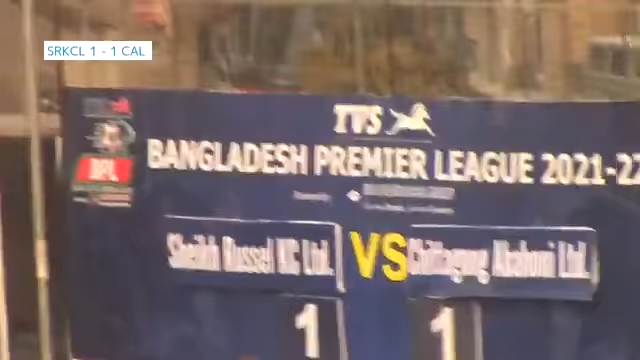 SRKCL 1 - 1 CAL
TVS
BPL
BANGLADESH PREMIER LEAGUE 2021-22
Sheikh Russel KC Ltd. VS Chittagong Abahoni Ltd.
1 1